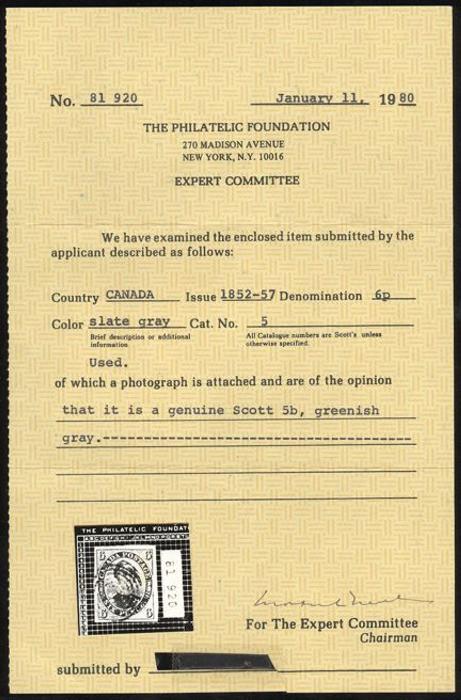 No. 81 920 January 11, 1980
THE PHILATELIC FOUNDATION
270 MADISON AVENUE
NEW YORK, N.Y. 10016
EXPERT COMMITTEE
We have examined the enclosed item submitted by the
applicant described as follows:
Country CANADA Issue 1852-57 Denomination 6p
Color slate gray Cat. No. 5
Brief description or additional information All Catalogue numbers are Scott's unless otherwise specified.
Used.
of which a photograph is attached and are of the opinion
that it is a genuine Scott 5b, greenish
gray.----------------------------------------
THE PHILATELIC FOUNDAT
CANADA POSTAGE
81 920
For The Expert Committee
Chairman
submitted by